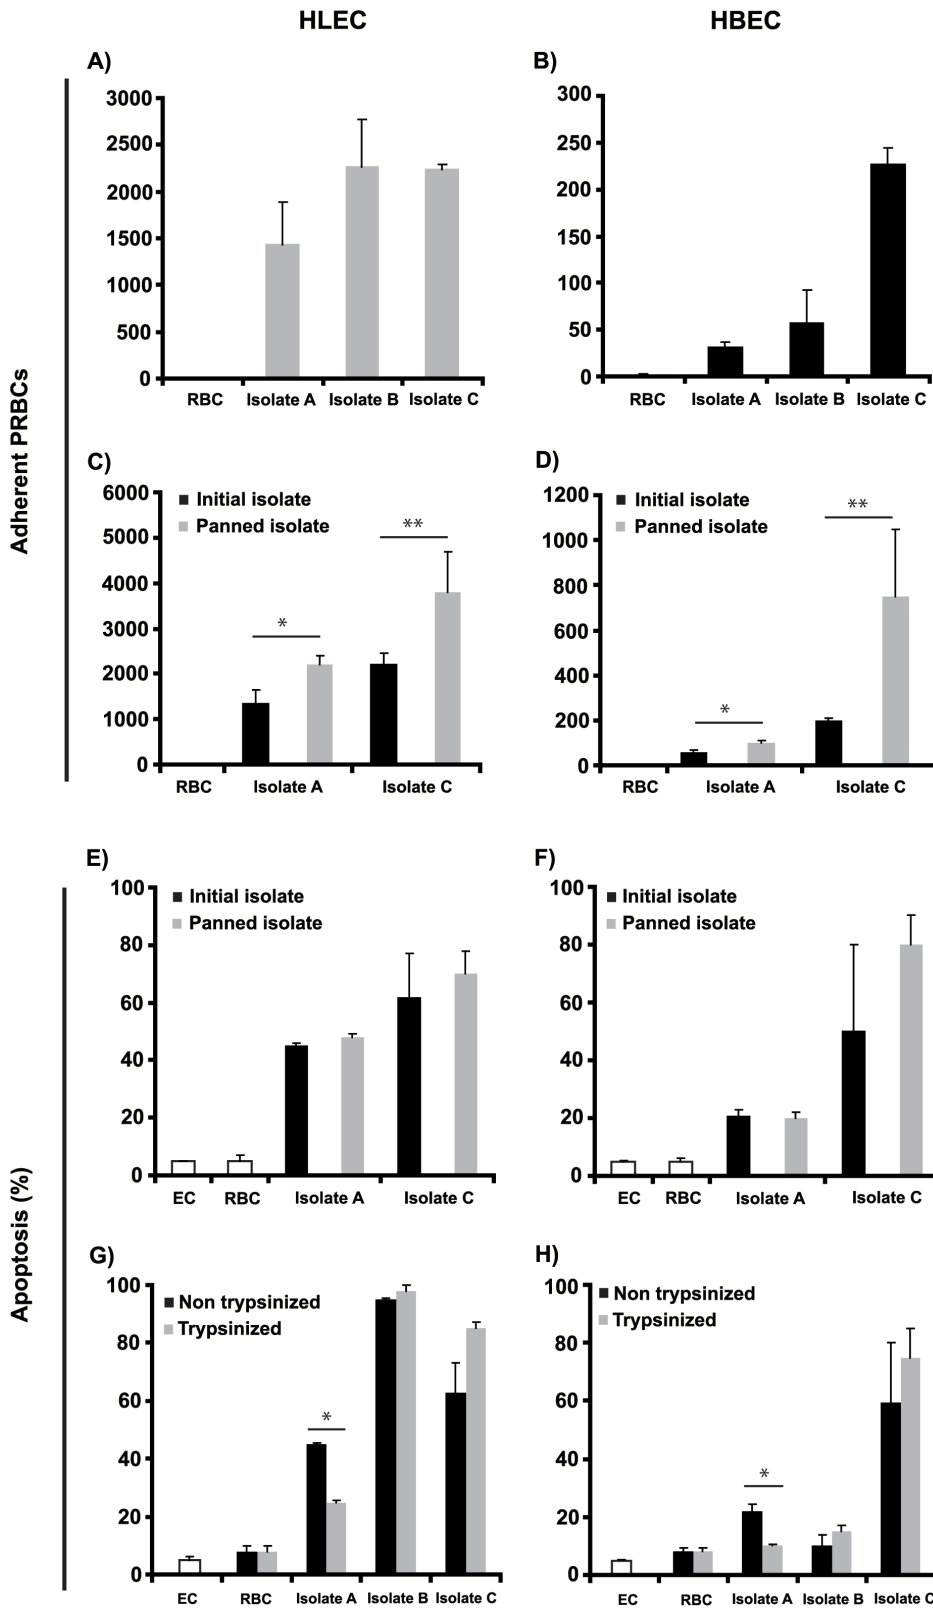 HLEC
HBEC
A)
3000
2500
2000
1500
1000
500
0
RBC Isolate A Isolate B Isolate C
B)
300
250
200
150
100
50
0
RBC Isolate A Isolate B Isolate C
Adherent PRBCs
C)
6000
5000
4000
3000
2000
1000
0
Initial isolate
Panned isolate
*
**
RBC Isolate A Isolate C
D)
1200
1000
800
600
400
200
0
Initial isolate
Panned isolate
*
**
RBC Isolate A Isolate C
E)
100
80
60
40
20
0
Initial isolate
Panned isolate
EC RBC Isolate A Isolate C
F)
100
80
60
40
20
0
Initial isolate
Panned isolate
EC RBC Isolate A Isolate C
Apoptosis (%)
G)
100
80
60
40
20
0
Non trypsinized
Trypsinized
*
EC RBC Isolate A Isolate B Isolate C
H)
100
80
60
40
20
0
Non trypsinized
Trypsinized
*
EC RBC Isolate A Isolate B Isolate C